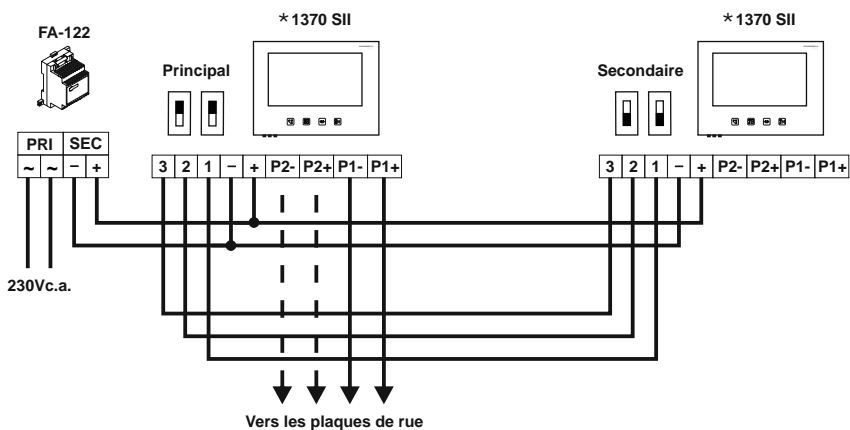 * 1370 SII
* 1370 SII
FA-122
Principal
Secondaire
PRI SEC
~ ~ – +
3 2 1 – + P2- P2+ P1- P1+
3 2 1 – + P2- P2+ P1- P1+
230Vc.a.
Vers les plaques de rue